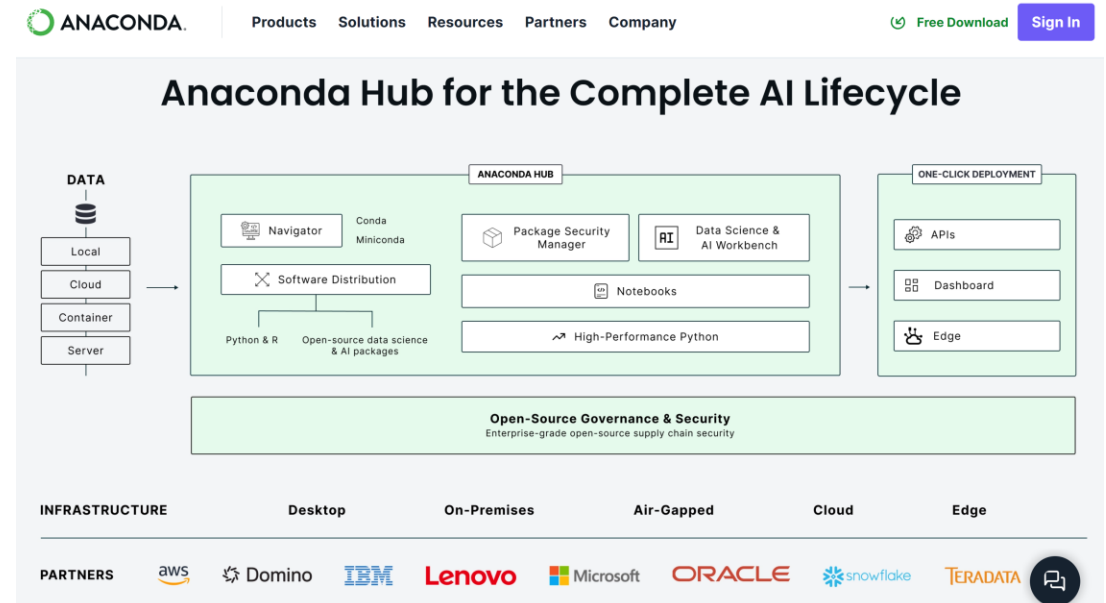 ANACONDA.
Products Solutions Resources Partners Company
Free Download
Sign In
Anaconda Hub for the Complete AI Lifecycle
DATA
Local
Cloud
Container
Server
ANACONDA HUB
Navigator
Conda
Miniconda
Software Distribution
Python & R
Open-source data science
& AI packages
Package Security
Manager
AI
Data Science &
AI Workbench
Notebooks
High-Performance Python
ONE-CLICK DEPLOYMENT
APIs
Dashboard
Edge
Open-Source Governance & Security
Enterprise-grade open-source supply chain security
INFRASTRUCTURE Desktop On-Premises Air-Gapped Cloud Edge
PARTNERS aws Domino IBM Lenovo Microsoft ORACLE snowflake TERADATA